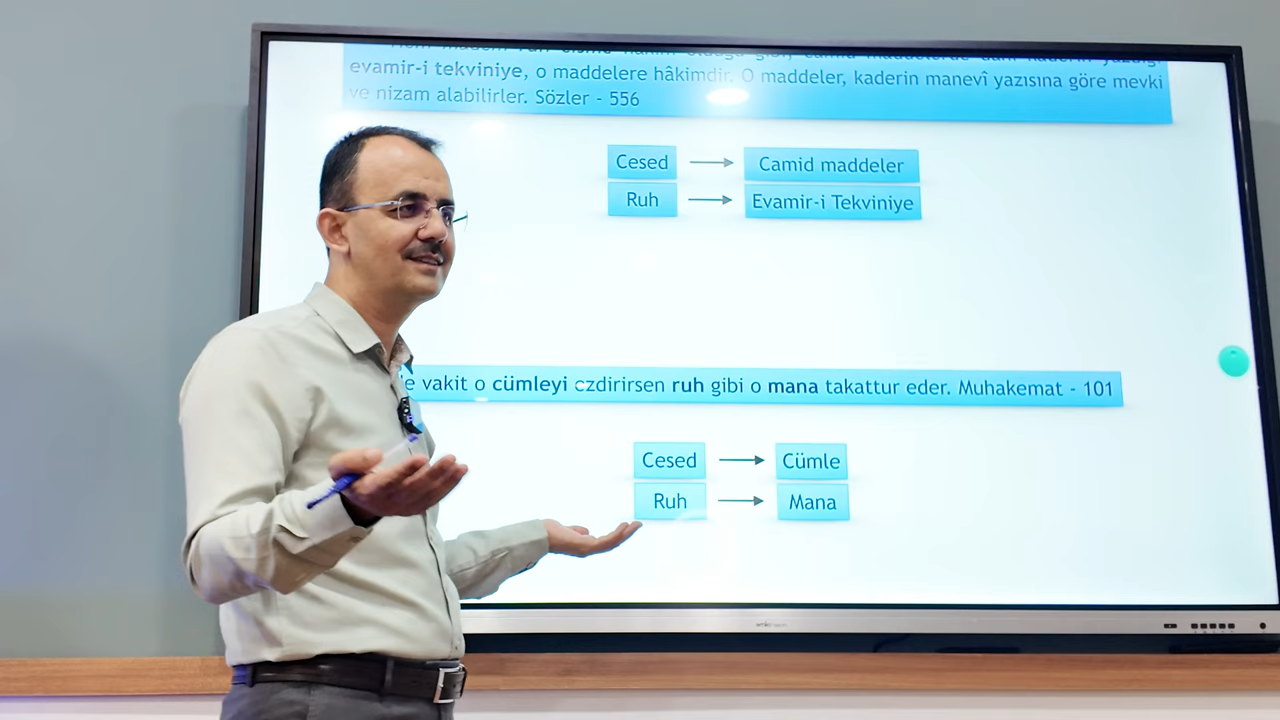 evamir-i tekviniye, o maddelere hâkimdir. O maddeler, kaderin manevî yazısına göre mevki
ve nizam alabilirler. Sözler - 556
Cesed → Camid maddeler
Ruh → Evamir-i Tekviniye
vakit o cümleyi ezdirirsen ruh gibi o mana takattur eder. Muhakemat - 101
Cesed → Cümle
Ruh → Mana